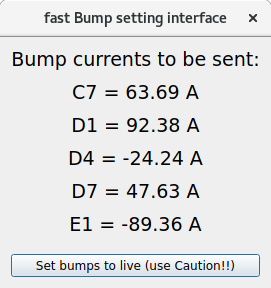 fast Bump setting interface ×
Bump currents to be sent:
C7 = 63.69 A
D1 = 92.38 A
D4 = -24.24 A
D7 = 47.63 A
E1 = -89.36 A
Set bumps to live (use Caution!!)